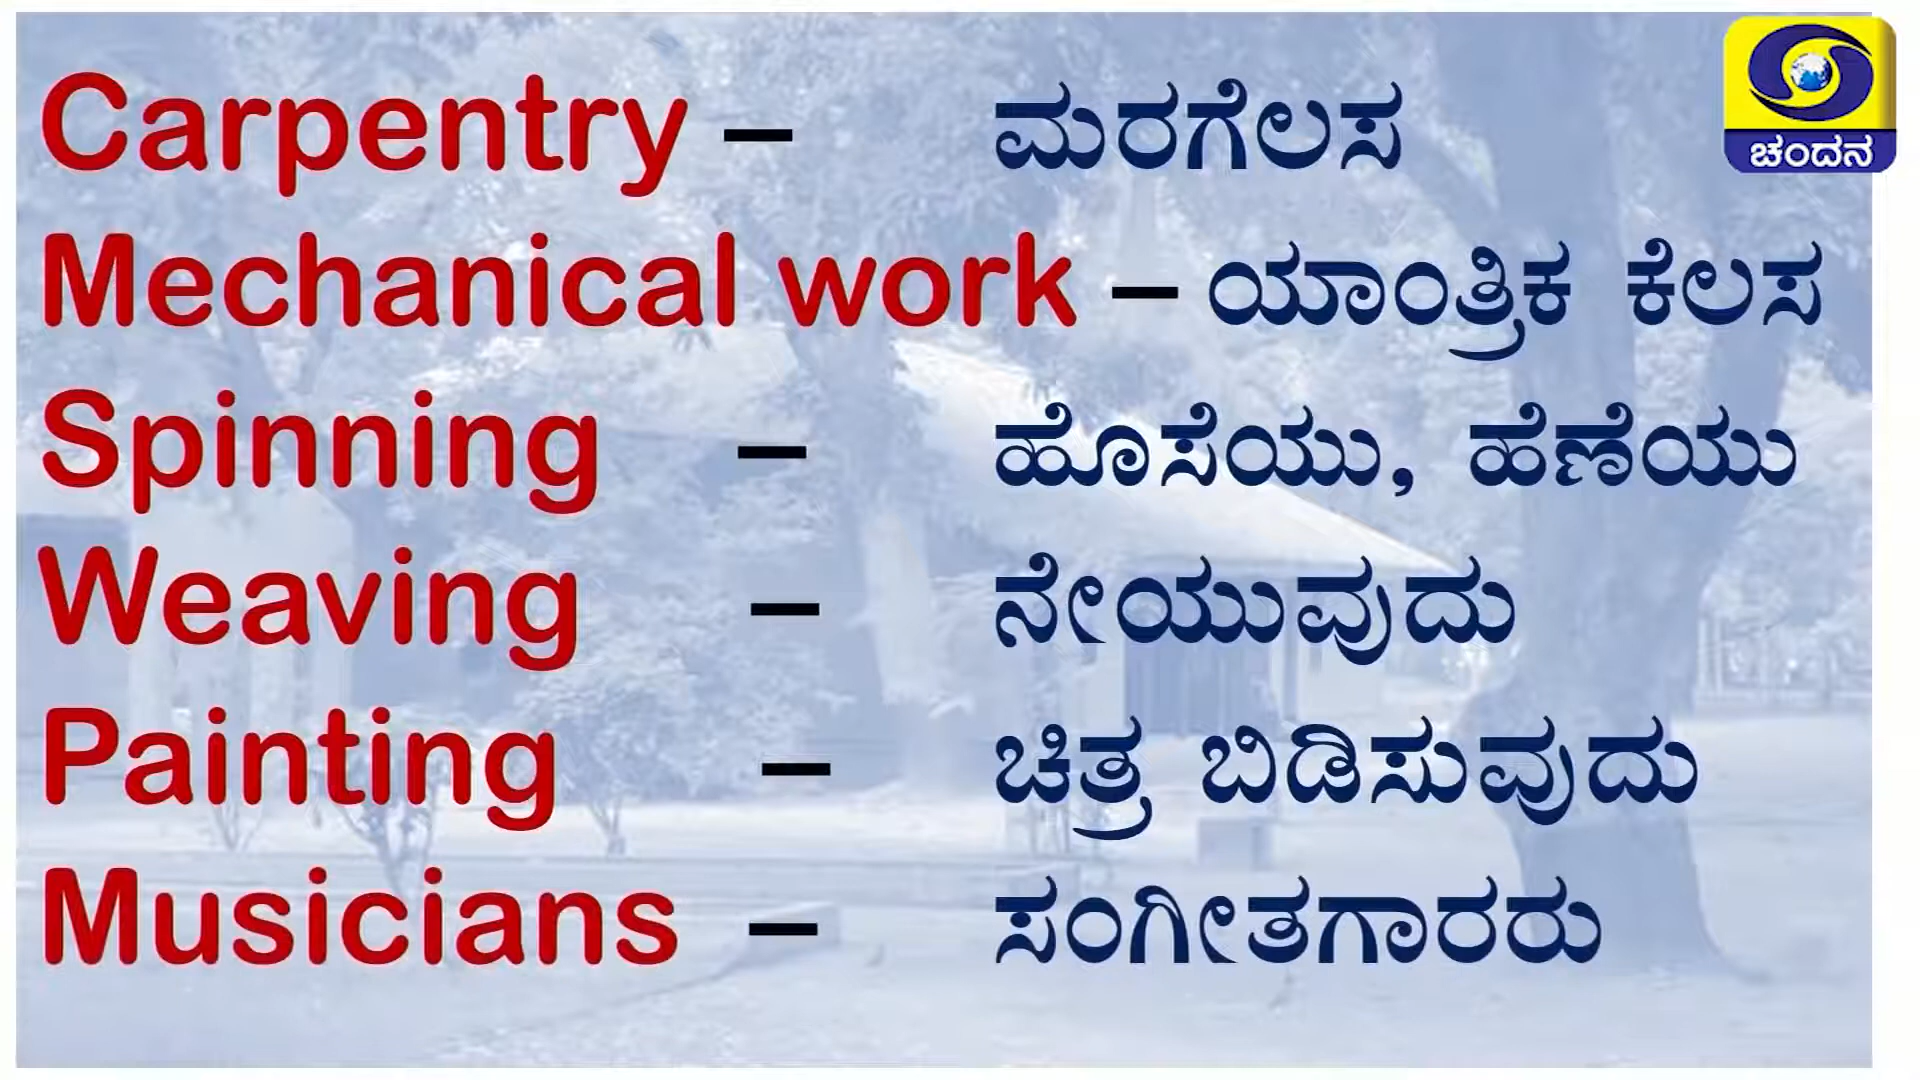 ಚಂದನ
Carpentry – ಮರಗೆಲಸ
Mechanical work – ಯಾಂತ್ರಿಕ ಕೆಲಸ
Spinning – ಹೊಸೆಯು, ಹೆಣೆಯು
Weaving – ನೇಯುವುದು
Painting – ಚಿತ್ರ ಬಿಡಿಸುವುದು
Musicians – ಸಂಗೀತಗಾರರು